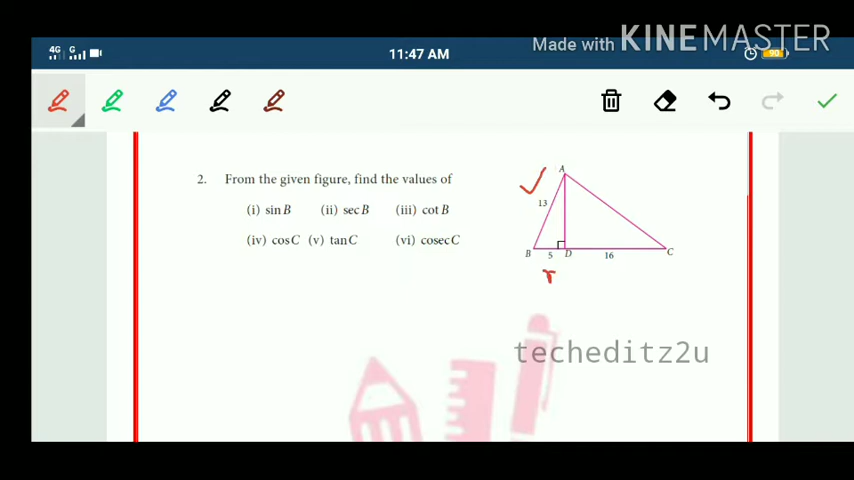 4G G 11:47 AM 90
Made with KINEMASTER
2. From the given figure, find the values of
(i) sin B (ii) sec B (iii) cot B
(iv) cos C (v) tan C (vi) cosec C
A
13
B 5 D 16 C
techeditz2u